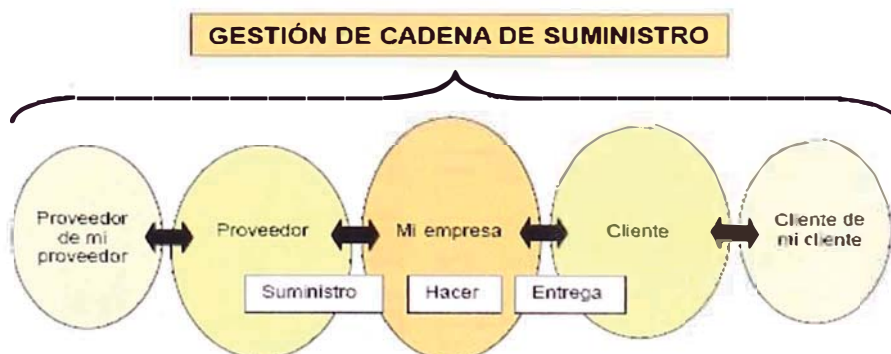 GESTIÓN DE CADENA DE SUMINISTRO
Proveedor
de mi
proveedor
Proveedor
Mi empresa
Cliente
Cliente de
mi cliente
Suministro
Hacer
Entrega